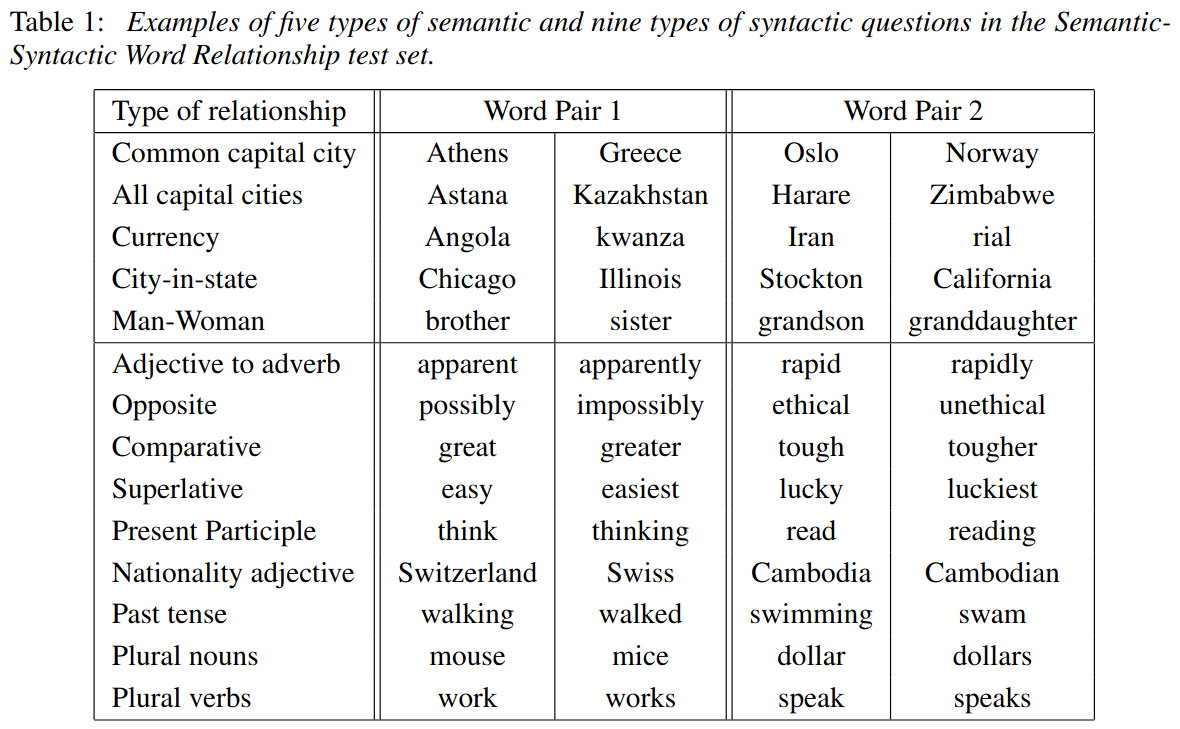 Table 1: Examples of five types of semantic and nine types of syntactic questions in the Semantic-
Syntactic Word Relationship test set.
Type of relationship Word Pair 1 Word Pair 2
Common capital city Athens Greece Oslo Norway
All capital cities Astana Kazakhstan Harare Zimbabwe
Currency Angola kwanza Iran rial
City-in-state Chicago Illinois Stockton California
Man-Woman brother sister grandson granddaughter
Adjective to adverb apparent apparently rapid rapidly
Opposite possibly impossibly ethical unethical
Comparative great greater tough tougher
Superlative easy easiest lucky luckiest
Present Participle think thinking read reading
Nationality adjective Switzerland Swiss Cambodia Cambodian
Past tense walking walked swimming swam
Plural nouns mouse mice dollar dollars
Plural verbs work works speak speaks